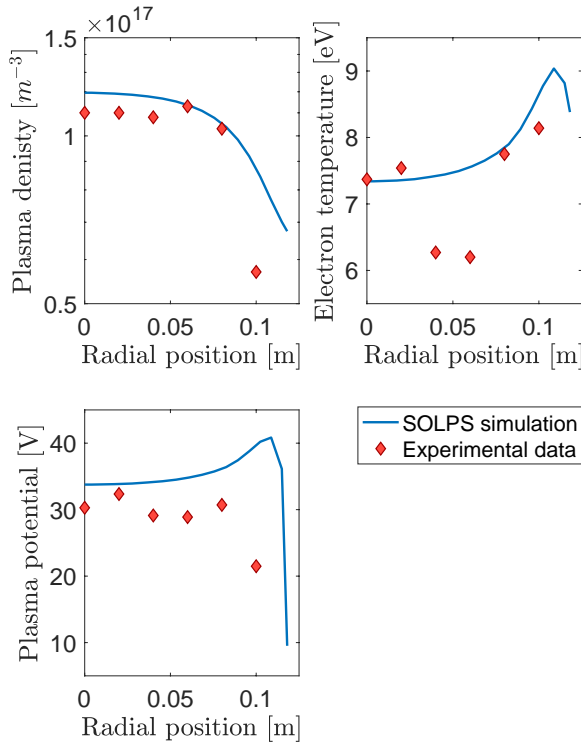 ×10^17
1.5
1
0.5
Plasma denisty [m^−3]
0 0.05 0.1
Radial position [m]
9
8
7
6
Electron temperature [eV]
0 0.05 0.1
Radial position [m]
40
30
20
10
Plasma potential [V]
0 0.05 0.1
Radial position [m]
SOLPS simulation
Experimental data